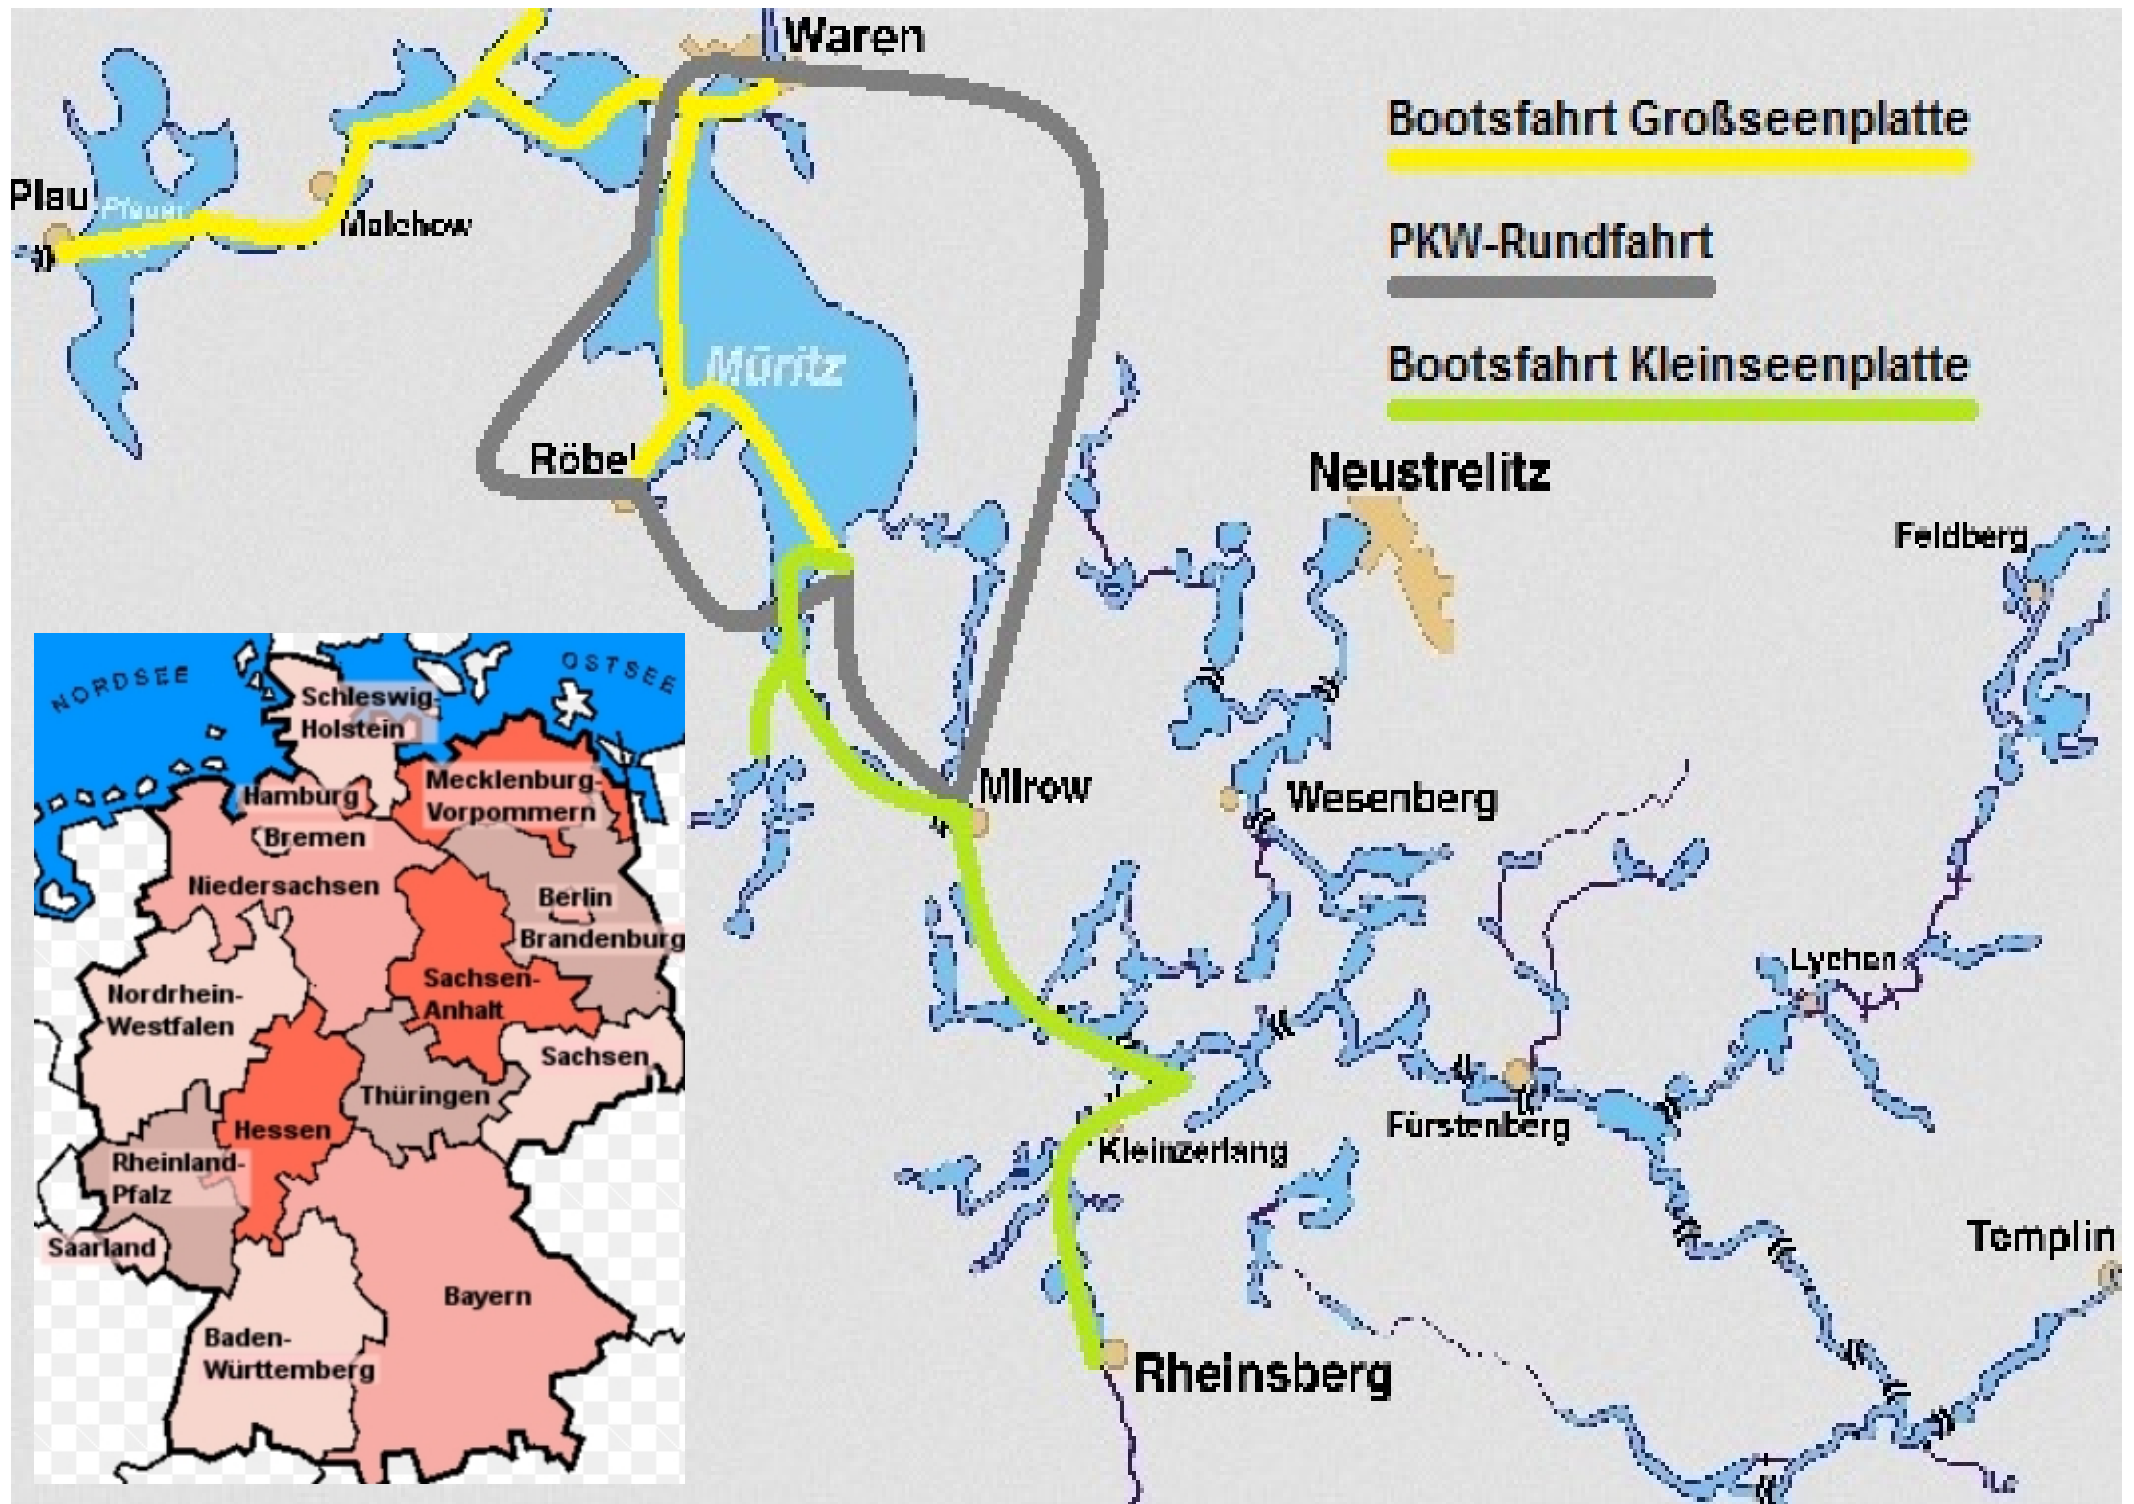 Waren
Bootsfahrt Großseenplatte
Plau
Plauer
Malchow
PKW-Rundfahrt
Müritz
Bootsfahrt Kleinseenplatte
Röbel
Neustrelitz
Feldberg
Mirow
Wesenberg
Lychen
Fürstenberg
Kleinzerlang
Templin
Rheinsberg
NORDSEE
OSTSEE
Schleswig-
Holstein
Mecklenburg-
Vorpommern
Hamburg
Bremen
Niedersachsen
Berlin
Brandenburg
Sachsen-
Anhalt
Nordrhein-
Westfalen
Sachsen
Thüringen
Hessen
Rheinland-
Pfalz
Saarland
Bayern
Baden-
Württemberg